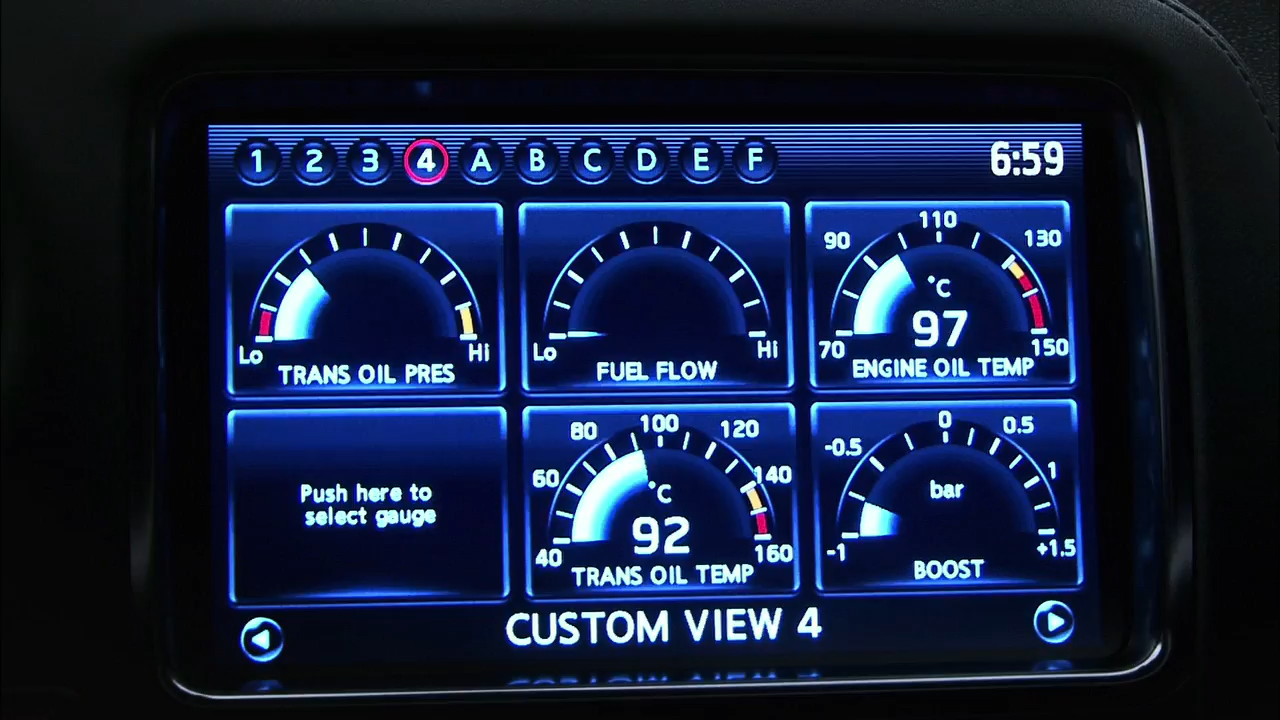 1 2 3 4 A B C D E F 6:59
Lo Hi
TRANS OIL PRES
Lo Hi
FUEL FLOW
70 90 110 130 150
°C
97
ENGINE OIL TEMP
Push here to
select gauge
40 60 80 100 120 140 160
°C
92
TRANS OIL TEMP
-1 -0.5 0 0.5 1 +1.5
bar
BOOST
CUSTOM VIEW 4